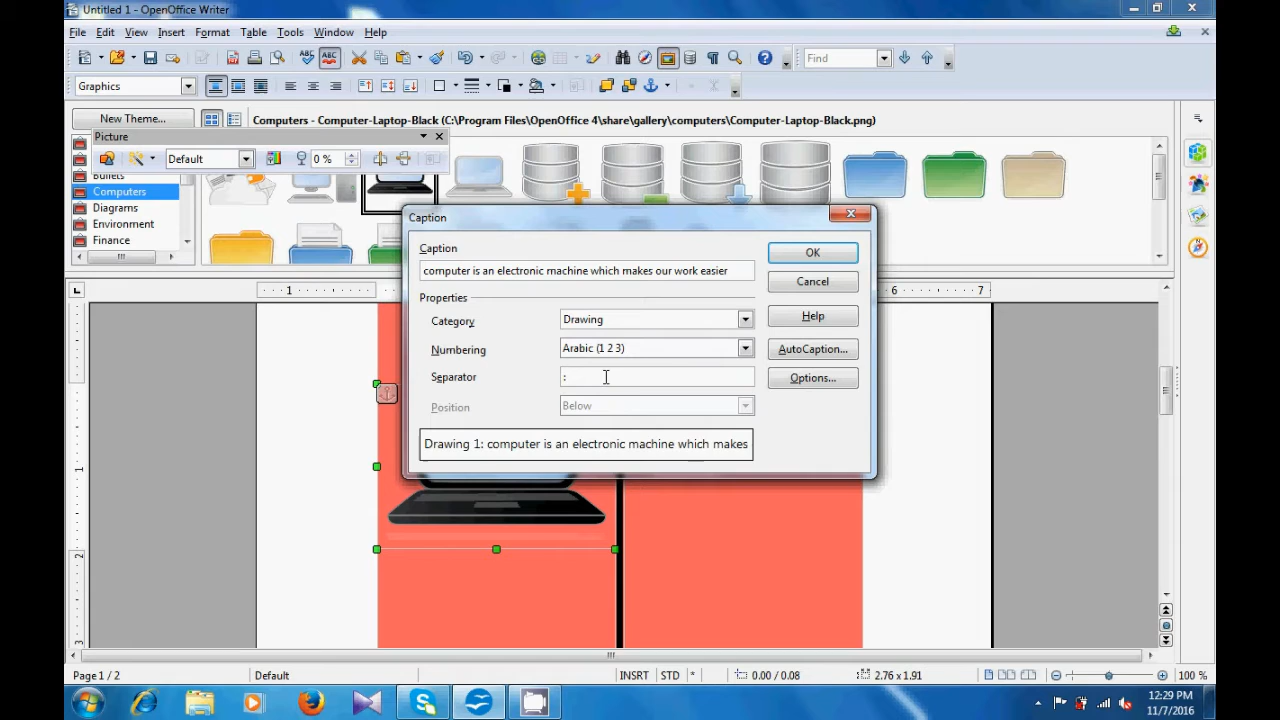 Untitled 1 - OpenOffice Writer
File Edit View Insert Format Table Tools Window Help
Find
Graphics
New Theme...
Computers - Computer-Laptop-Black (C:\Program Files\OpenOffice 4\share\gallery\computers\Computer-Laptop-Black.png)
Picture
Default
0 %
Bullets
Computers
Diagrams
Environment
Finance
Caption
Caption
computer is an electronic machine which makes our work easier
OK
Properties
Cancel
Category
Drawing
Help
Numbering
Arabic (1 2 3)
AutoCaption...
Separator
:
Options...
Position
Below
Drawing 1: computer is an electronic machine which makes
1 6 7
1
2
3
Page 1 / 2
Default
INSRT
STD
*
0.00 / 0.08
2.76 x 1.91
100 %
12:29 PM
11/7/2016